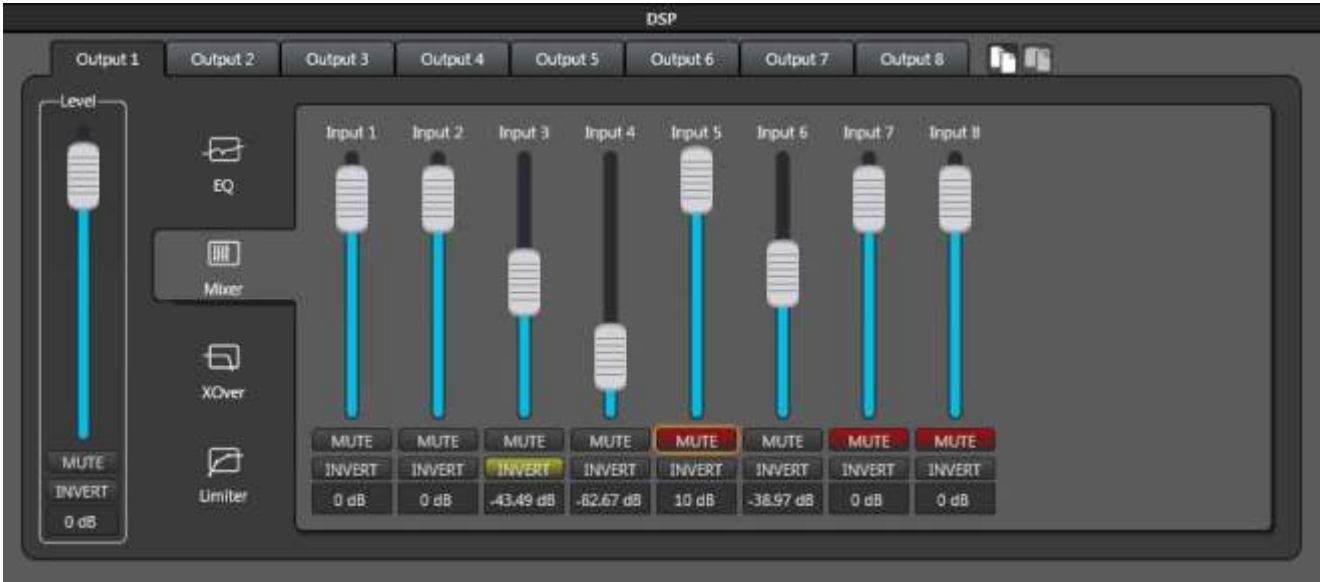 DSP
Output 1 Output 2 Output 3 Output 4 Output 5 Output 6 Output 7 Output 8
Level
Input 1 Input 2 Input 3 Input 4 Input 5 Input 6 Input 7 Input 8
EQ
Mixer
XOver
Limiter
MUTE MUTE MUTE MUTE MUTE MUTE MUTE MUTE
INVERT INVERT INVERT INVERT INVERT INVERT INVERT INVERT
0 dB 0 dB -43.49 dB -82.67 dB 10 dB -38.97 dB 0 dB 0 dB
MUTE
INVERT
0 dB